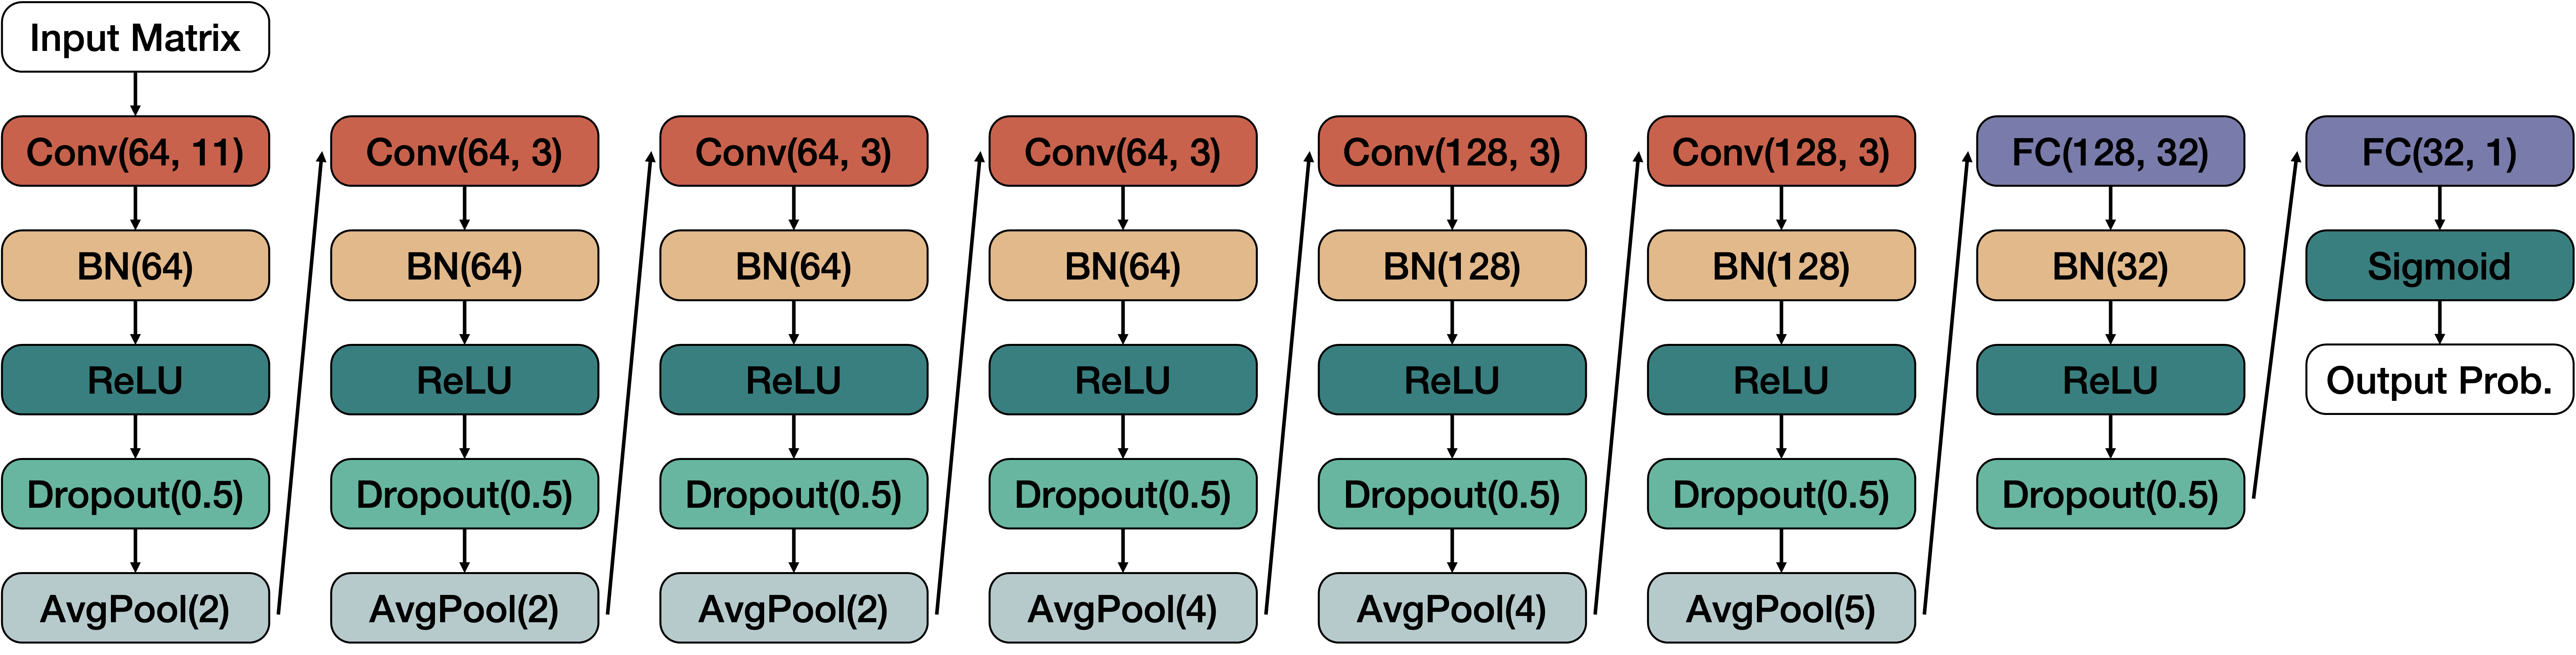 Input Matrix
Conv(64, 11)
BN(64)
ReLU
Dropout(0.5)
AvgPool(2)
Conv(64, 3)
BN(64)
ReLU
Dropout(0.5)
AvgPool(2)
Conv(64, 3)
BN(64)
ReLU
Dropout(0.5)
AvgPool(2)
Conv(64, 3)
BN(64)
ReLU
Dropout(0.5)
AvgPool(4)
Conv(128, 3)
BN(128)
ReLU
Dropout(0.5)
AvgPool(4)
Conv(128, 3)
BN(128)
ReLU
Dropout(0.5)
AvgPool(5)
FC(128, 32)
BN(32)
ReLU
Dropout(0.5)
FC(32, 1)
Sigmoid
Output Prob.